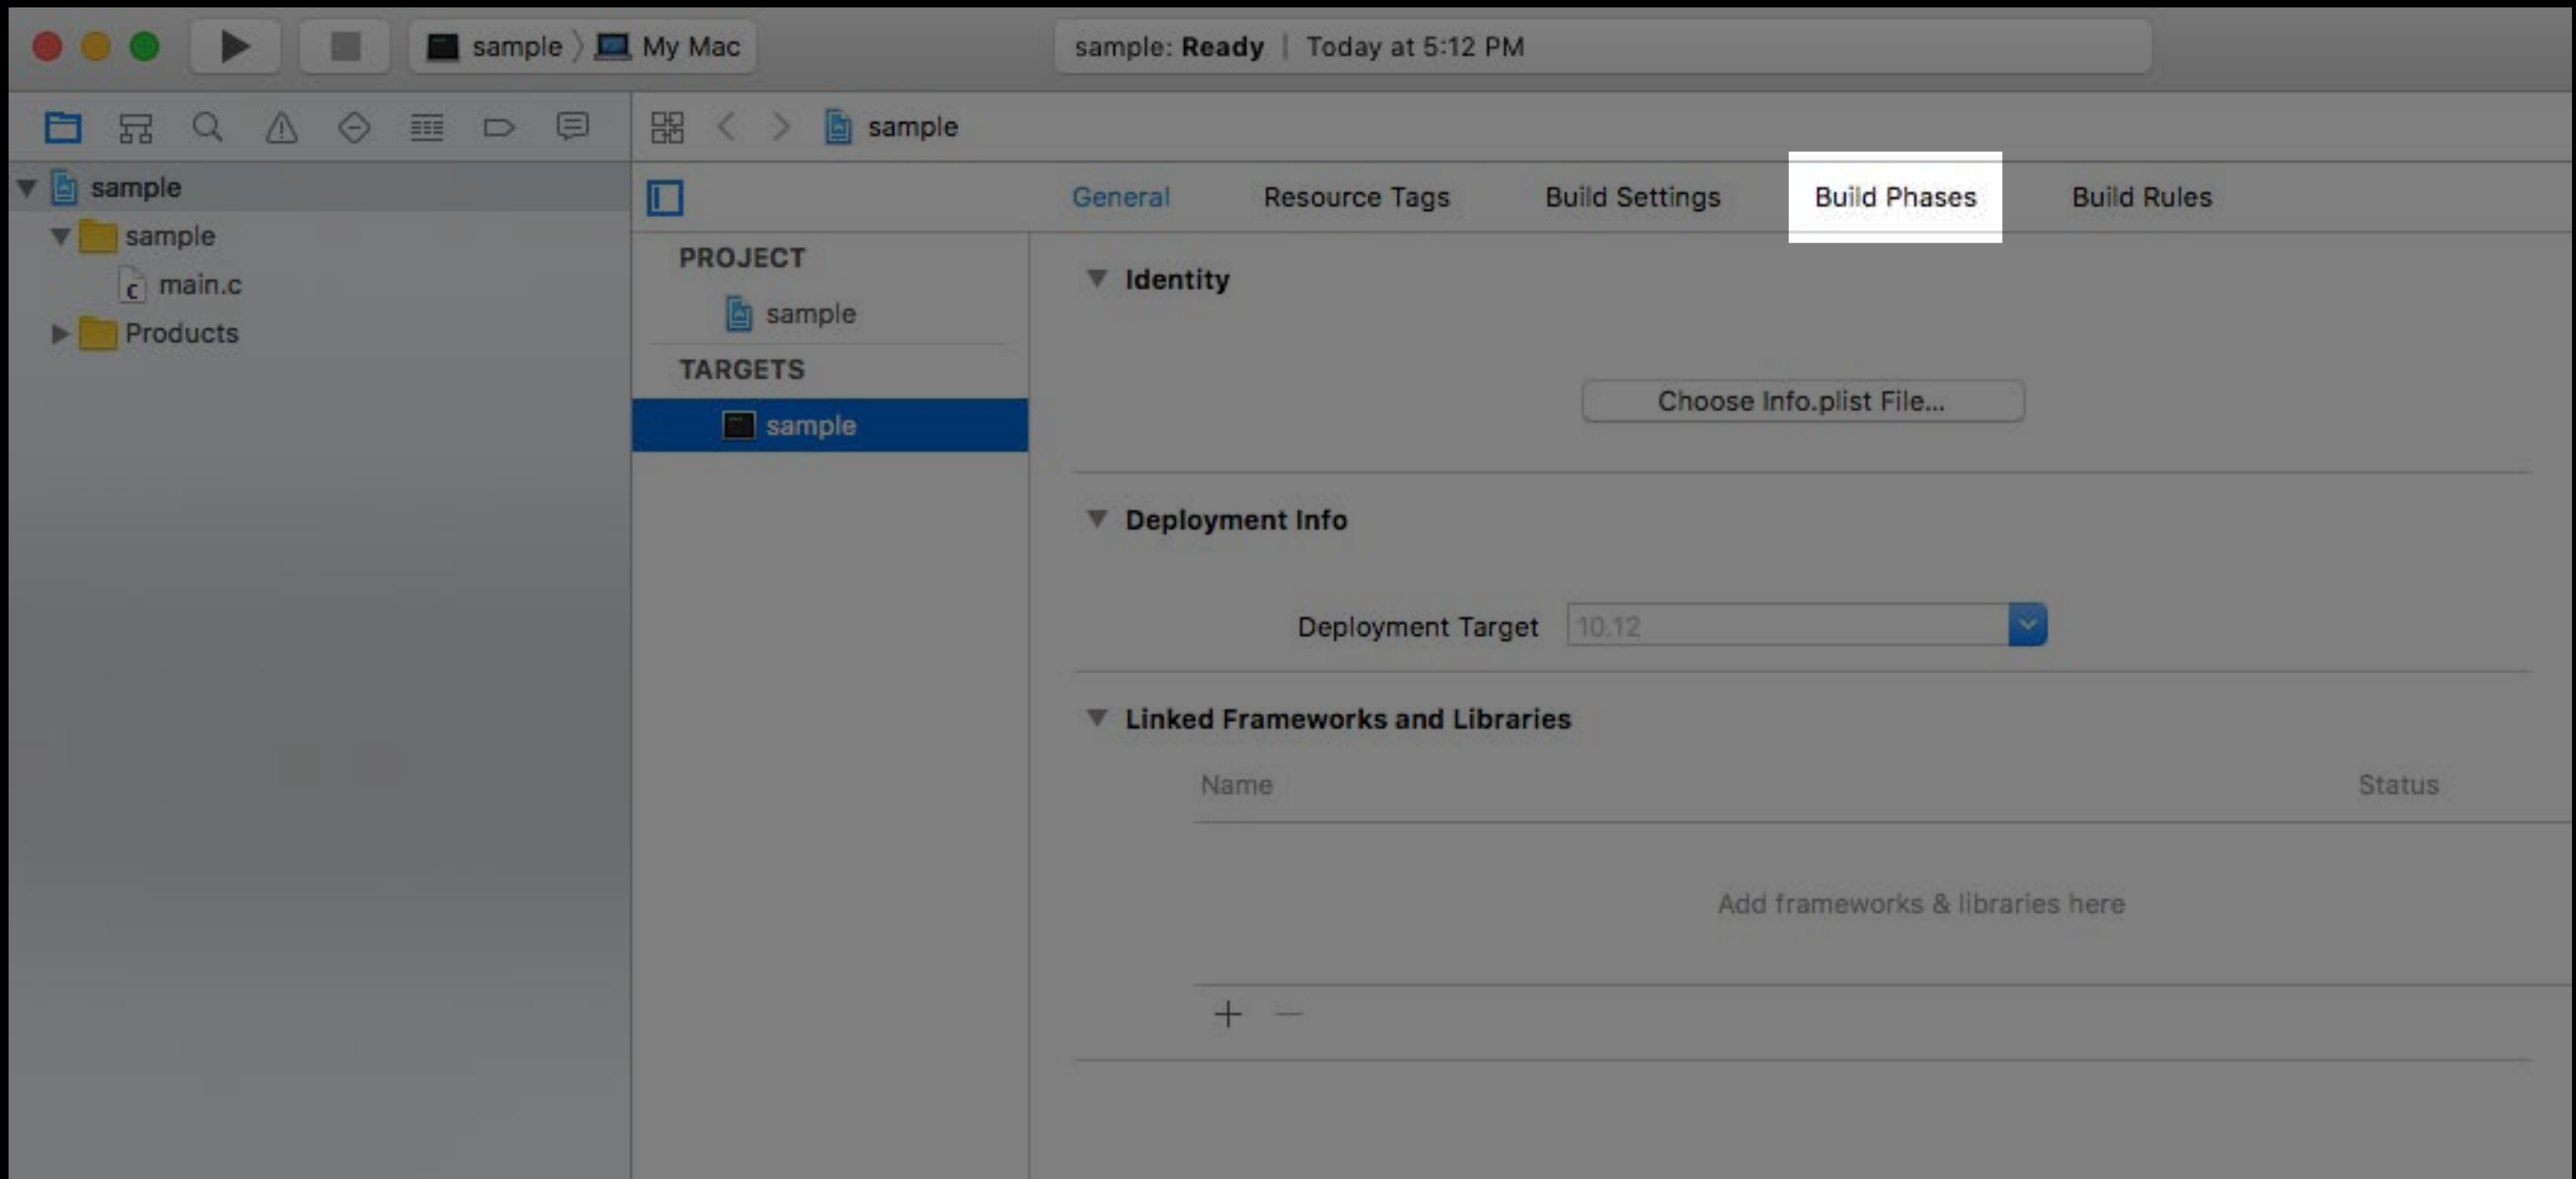 sample 〉 My Mac
sample: Ready | Today at 5:12 PM
sample
sample
sample
main.c
Products
General Resource Tags Build Settings Build Phases Build Rules
PROJECT
sample
TARGETS
sample
Identity
Choose Info.plist File...
Deployment Info
Deployment Target 10.12
Linked Frameworks and Libraries
Name Status
Add frameworks & libraries here